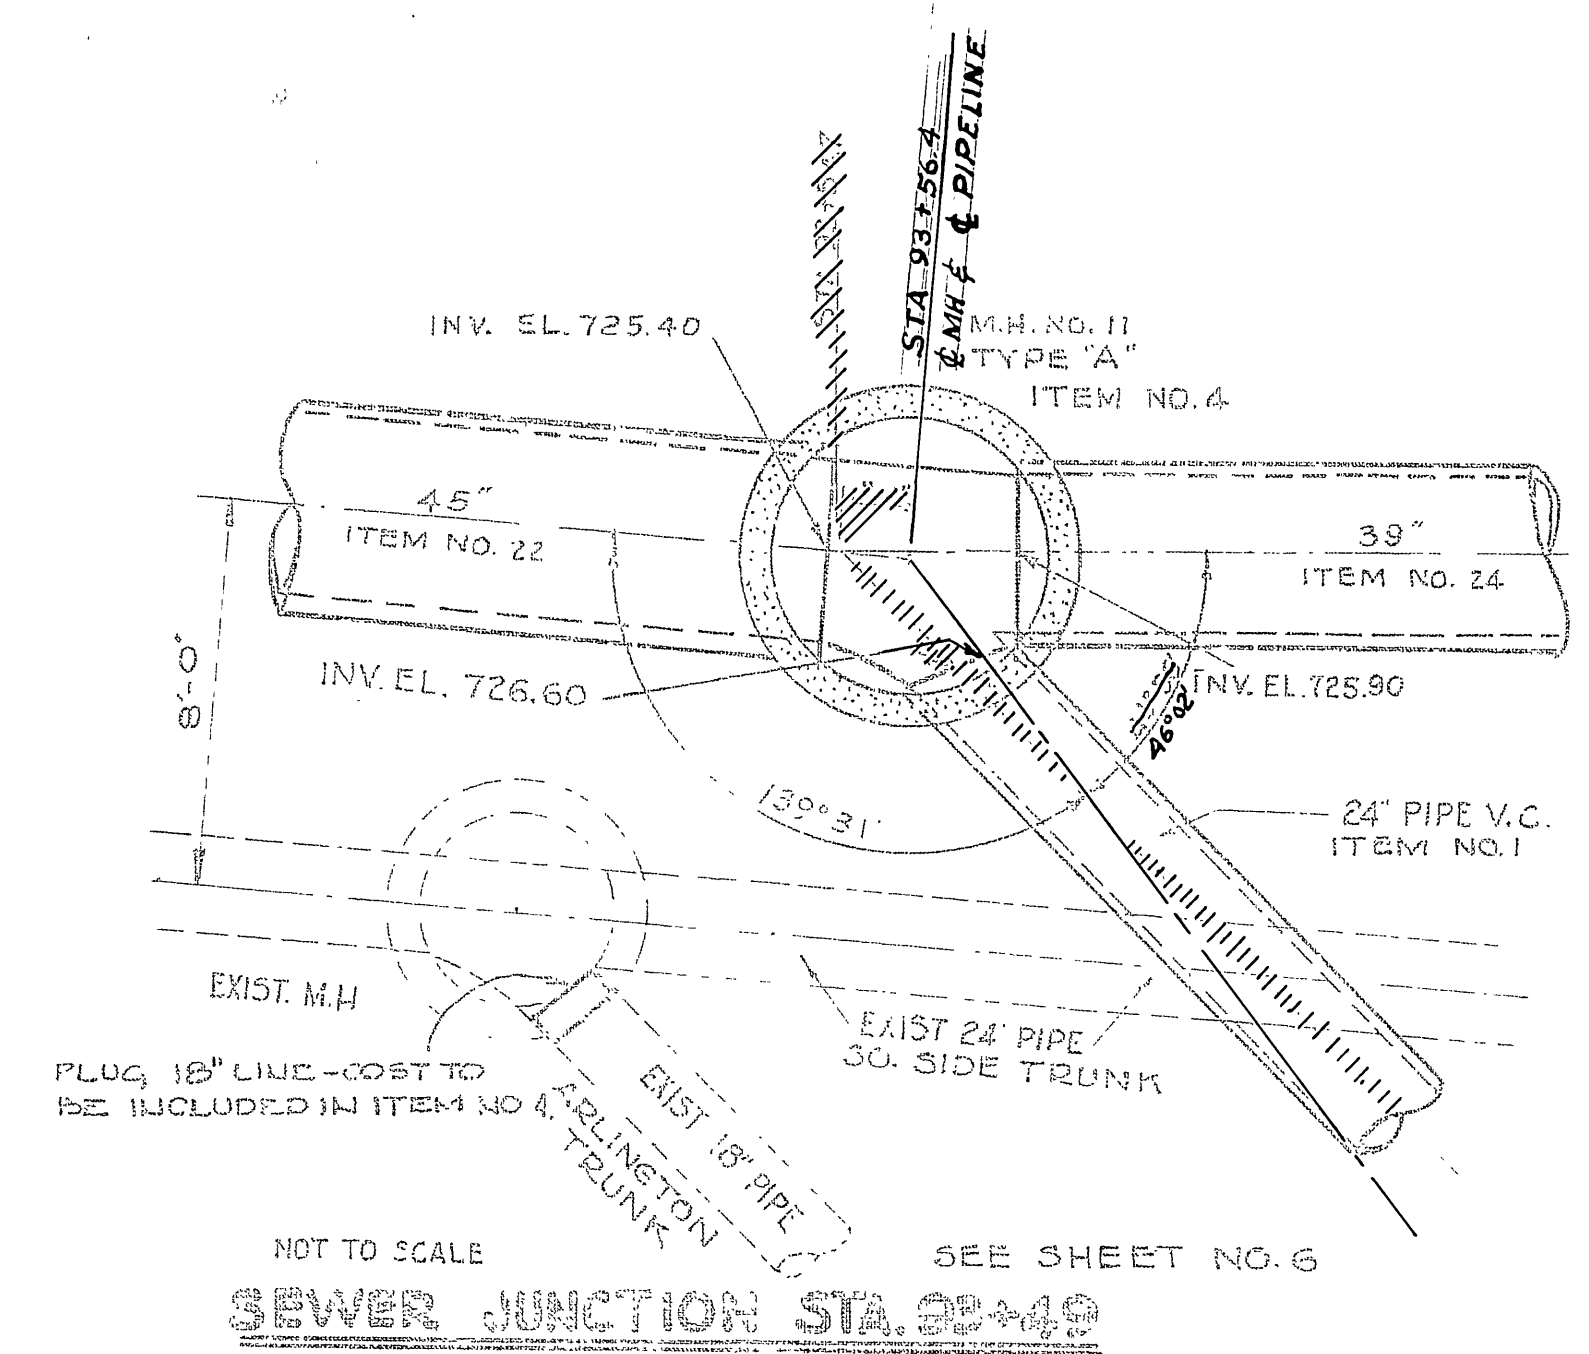 STA 93+56.4
℄ MH & ℄ PIPELINE
INV. EL. 725.40
M.H. NO. 11
TYPE "A"
ITEM NO. 4
45"
ITEM NO. 22
39"
ITEM NO. 24
8'-0"
INV. EL. 726.60
INV. EL. 725.90
46°02'
139°31'
24" PIPE V.C.
ITEM NO. 1
EXIST. M.H
EXIST 24" PIPE
SO. SIDE TRUNK
PLUG 18" LINE-COST TO
BE INCLUDED IN ITEM NO 4.
EXIST 18" PIPE
ARLINGTON
TRUNK
NOT TO SCALE
SEE SHEET NO. 6
SEWER JUNCTION STA. 93+49